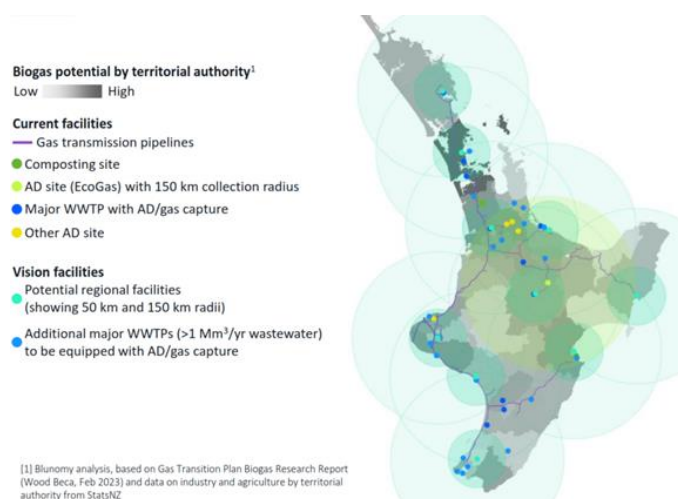 Biogas potential by territorial authority¹
Low High
Current facilities
Gas transmission pipelines
Composting site
AD site (EcoGas) with 150 km collection radius
Major WWTP with AD/gas capture
Other AD site
Vision facilities
Potential regional facilities
(showing 50 km and 150 km radii)
Additional major WWTPs (>1 Mm³/yr wastewater)
to be equipped with AD/gas capture
[1] Blunomy analysis, based on Gas Transition Plan Biogas Research Report
(Wood Beca, Feb 2023) and data on industry and agriculture by territorial
authority from StatsNZ